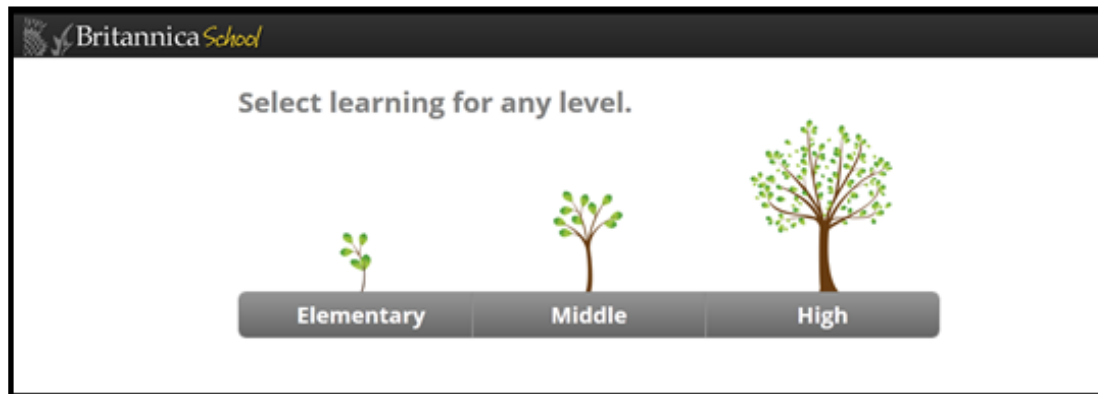 Britannica School
Select learning for any level.
Elementary Middle High